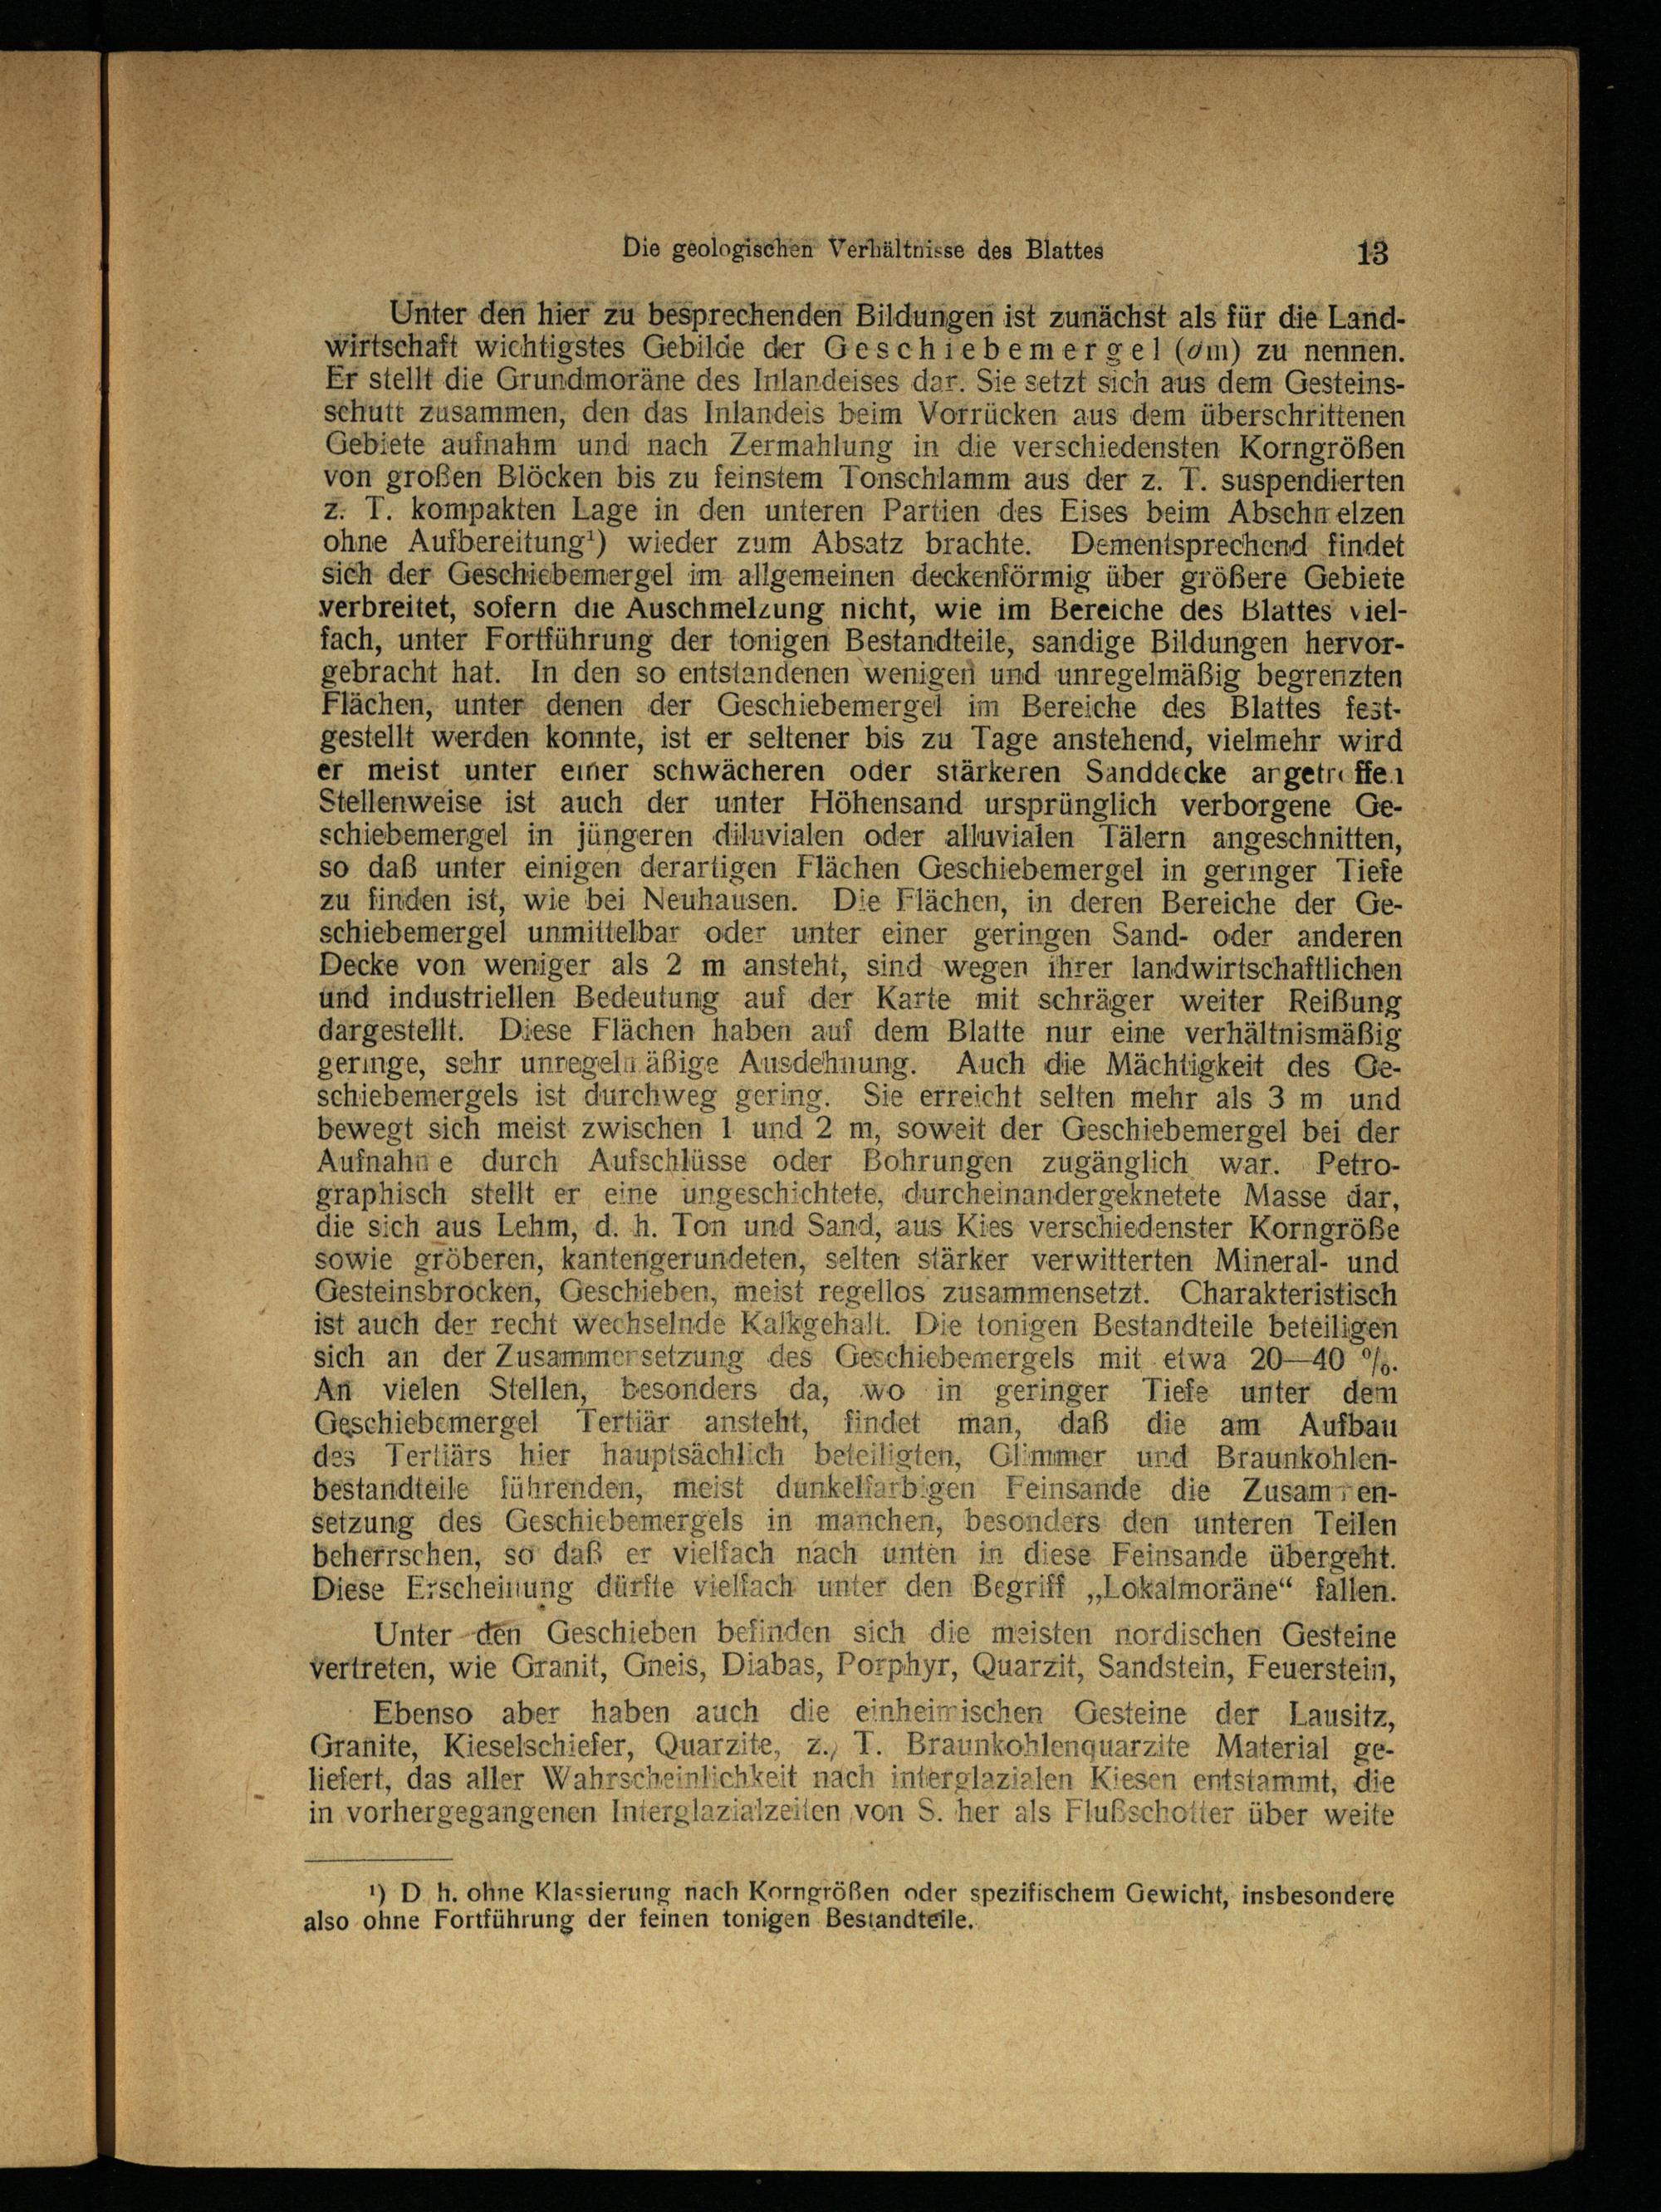 Die geologischen Verhältnisse des Blattes 13
Unter den hier zu besprechenden Bildungen ist zunächst als für die Land-
wirtschaft wichtigstes Gebilde der Geschiebemergel (∂m) zu nennen.
Er stellt die Grundmoräne des Inlandeises dar. Sie setzt sich aus dem Gesteins-
schutt zusammen, den das Inlandeis beim Vorrücken aus dem überschrittenen
Gebiete aufnahm und nach Zermahlung in die verschiedensten Korngrößen
von großen Blöcken bis zu feinstem Tonschlamm aus der z. T. suspendierten
z. T. kompakten Lage in den unteren Partien des Eises beim Abschmelzen
ohne Aufbereitung¹) wieder zum Absatz brachte. Dementsprechend findet
sich der Geschiebemergel im allgemeinen deckenförmig über größere Gebiete
verbreitet, sofern die Auschmelzung nicht, wie im Bereiche des Blattes viel-
fach, unter Fortführung der tonigen Bestandteile, sandige Bildungen hervor-
gebracht hat. In den so entstandenen wenigen und unregelmäßig begrenzten
Flächen, unter denen der Geschiebemergel im Bereiche des Blattes fest-
gestellt werden konnte, ist er seltener bis zu Tage anstehend, vielmehr wird
er meist unter einer schwächeren oder stärkeren Sanddecke angetroffen
Stellenweise ist auch der unter Höhensand ursprünglich verborgene Ge-
schiebemergel in jüngeren diluvialen oder alluvialen Tälern angeschnitten,
so daß unter einigen derartigen Flächen Geschiebemergel in geringer Tiefe
zu finden ist, wie bei Neuhausen. Die Flächen, in deren Bereiche der Ge-
schiebemergel unmittelbar oder unter einer geringen Sand- oder anderen
Decke von weniger als 2 m ansteht, sind wegen ihrer landwirtschaftlichen
und industriellen Bedeutung auf der Karte mit schräger weiter Reißung
dargestellt. Diese Flächen haben auf dem Blatte nur eine verhältnismäßig
geringe, sehr unregelmäßige Ausdehnung. Auch die Mächtigkeit des Ge-
schiebemergels ist durchweg gering. Sie erreicht selten mehr als 3 m und
bewegt sich meist zwischen 1 und 2 m, soweit der Geschiebemergel bei der
Aufnahme durch Aufschlüsse oder Bohrungen zugänglich war. Petro-
graphisch stellt er eine ungeschichtete, durcheinandergeknetete Masse dar,
die sich aus Lehm, d. h. Ton und Sand, aus Kies verschiedenster Korngröße
sowie gröberen, kantengerundeten, selten stärker verwitterten Mineral- und
Gesteinsbrocken, Geschieben, meist regellos zusammensetzt. Charakteristisch
ist auch der recht wechselnde Kalkgehalt. Die tonigen Bestandteile beteiligen
sich an der Zusammensetzung des Geschiebemergels mit etwa 20—40 %.
An vielen Stellen, besonders da, wo in geringer Tiefe unter dem
Geschiebemergel Tertiär ansteht, findet man, daß die am Aufbau
des Tertiärs hier hauptsächlich beteiligten, Glimmer und Braunkohlen-
bestandteile führenden, meist dunkelfarbigen Feinsande die Zusammen-
setzung des Geschiebemergels in manchen, besonders den unteren Teilen
beherrschen, so daß er vielfach nach unten in diese Feinsande übergeht.
Diese Erscheinung dürfte vielfach unter den Begriff „Lokalmoräne“ fallen.
Unter den Geschieben befinden sich die meisten nordischen Gesteine
vertreten, wie Granit, Gneis, Diabas, Porphyr, Quarzit, Sandstein, Feuerstein,
Ebenso aber haben auch die einheimischen Gesteine der Lausitz,
Granite, Kieselschiefer, Quarzite, z. T. Braunkohlenquarzite Material ge-
liefert, das aller Wahrscheinlichkeit nach interglazialen Kiesen entstammt, die
in vorhergegangenen Interglazialzeiten von S. her als Flußschotter über weite
¹) D h. ohne Klassierung nach Korngrößen oder spezifischem Gewicht, insbesondere
also ohne Fortführung der feinen tonigen Bestandteile.